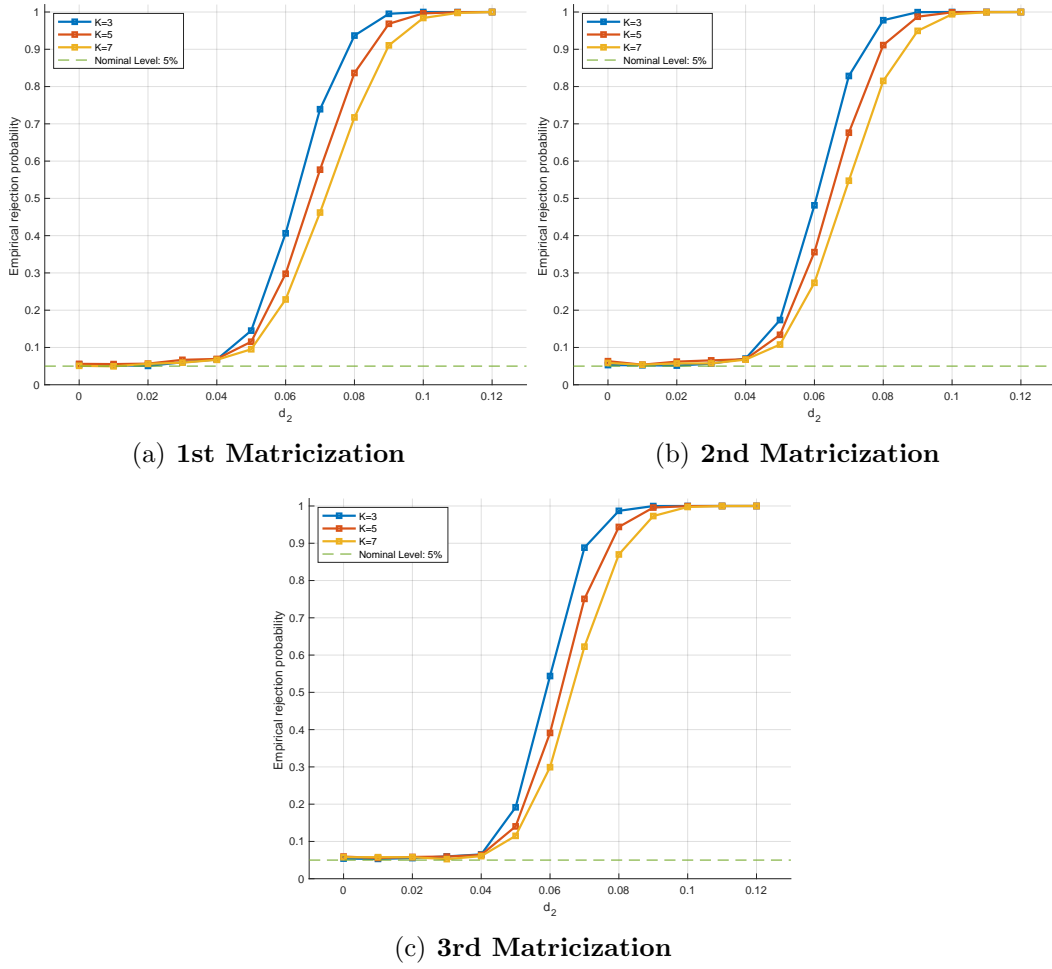 1
0.9
0.8
0.7
0.6
0.5
0.4
0.3
0.2
0.1
0
Empirical rejection probability
K=3
K=5
K=7
Nominal Level: 5%
0 0.02 0.04 0.06 0.08 0.1 0.12
d2
(a) 1st Matricization
1
0.9
0.8
0.7
0.6
0.5
0.4
0.3
0.2
0.1
0
Empirical rejection probability
K=3
K=5
K=7
Nominal Level: 5%
0 0.02 0.04 0.06 0.08 0.1 0.12
d2
(b) 2nd Matricization
1
0.9
0.8
0.7
0.6
0.5
0.4
0.3
0.2
0.1
0
Empirical rejection probability
K=3
K=5
K=7
Nominal Level: 5%
0 0.02 0.04 0.06 0.08 0.1 0.12
d2
(c) 3rd Matricization